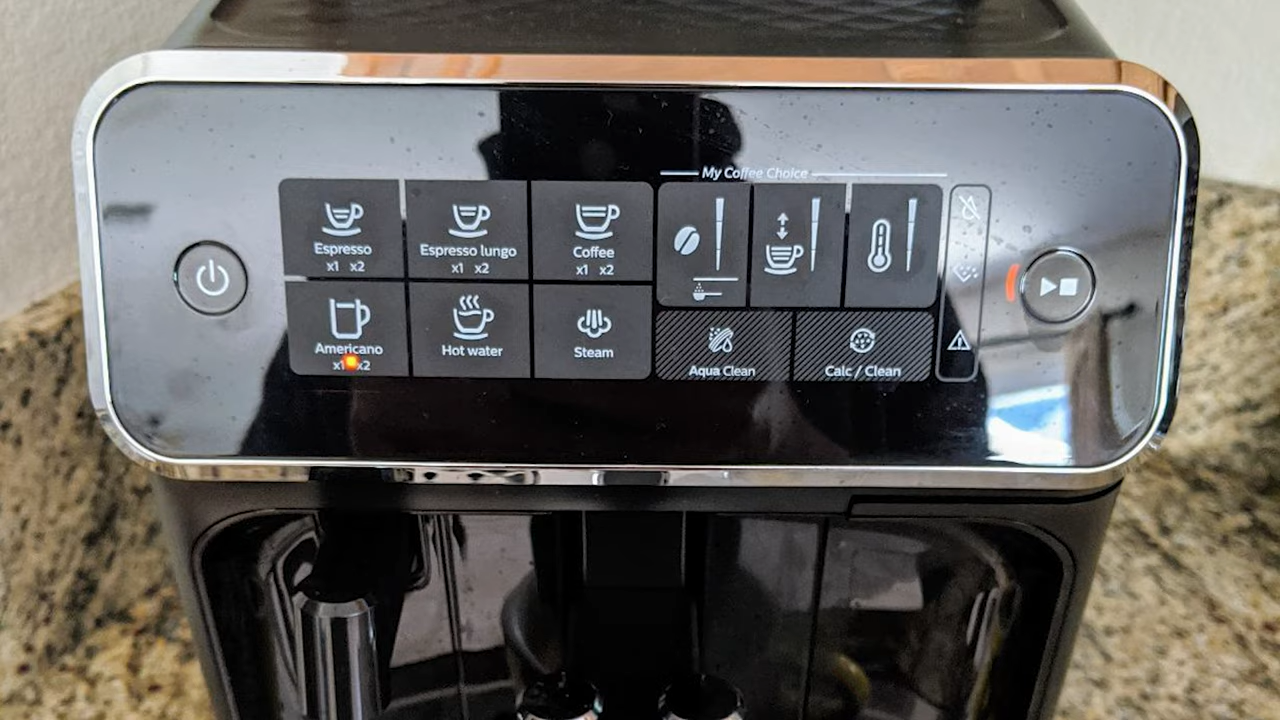 My Coffee Choice
Espresso
x1 x2
Espresso lungo
x1 x2
Coffee
x1 x2
Americano
x1 x2
Hot water
Steam
Aqua Clean
Calc / Clean